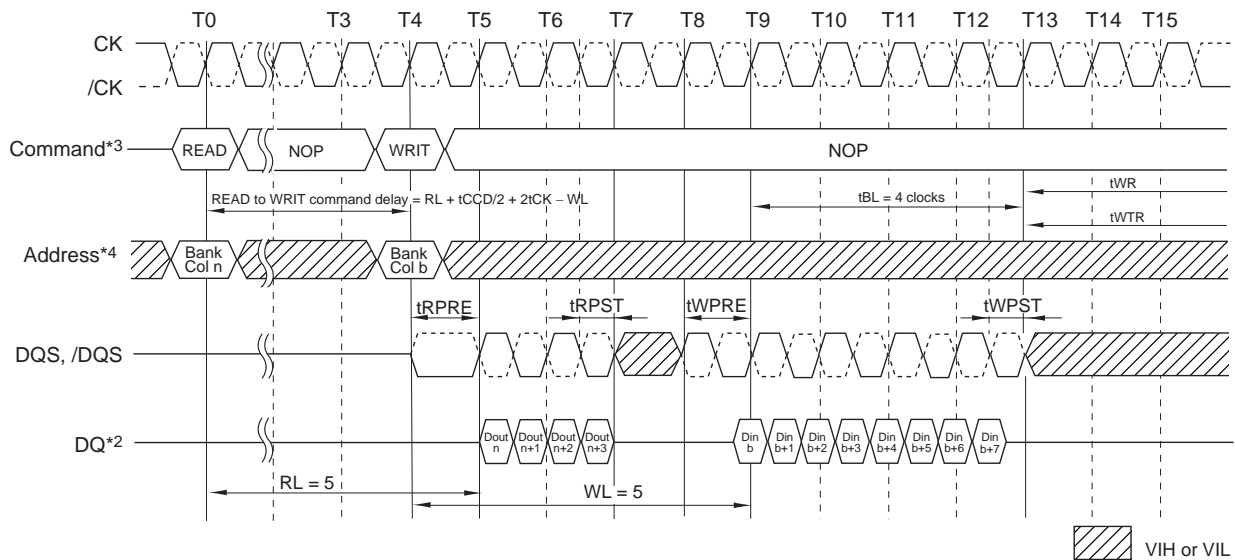 T0 T3 T4 T5 T6 T7 T8 T9 T10 T11 T12 T13 T14 T15
CK
/CK
Command*3 READ NOP WRIT NOP
READ to WRIT command delay = RL + tCCD/2 + 2tCK − WL
tBL = 4 clocks
tWR
tWTR
Address*4
Bank
Col n
Bank
Col b
tRPRE tRPST tWPRE tWPST
DQS, /DQS
DQ*2
Dout
n
Dout
n+1
Dout
n+2
Dout
n+3
Din
b
Din
b+1
Din
b+2
Din
b+3
Din
b+4
Din
b+5
Din
b+6
Din
b+7
RL = 5
WL = 5
VIH or VIL